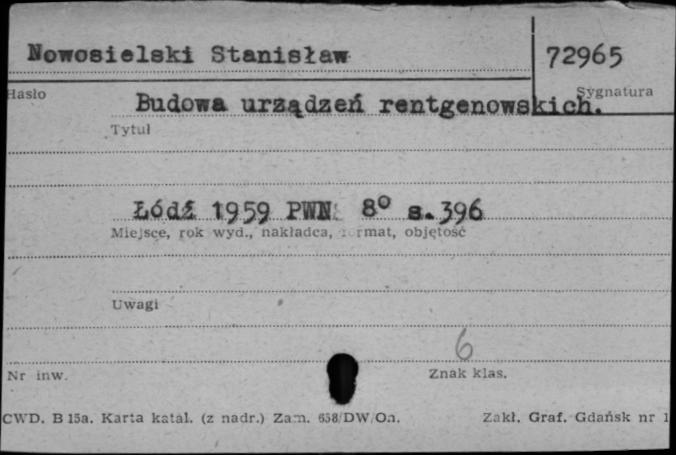 Nowosielski Stanisław 72965
Hasło Sygnatura
Budowa urządzeń rentgenowskich.
Tytuł
Łódź 1959 PWN 8° s.396
Miejsce, rok wyd., nakładca, format, objętość
Uwagi
6
Nr inw. Znak klas.
CWD. B 15a. Karta katal. (z nadr.) Zam. 658/DW/On. Zakł. Graf. Gdańsk nr 1